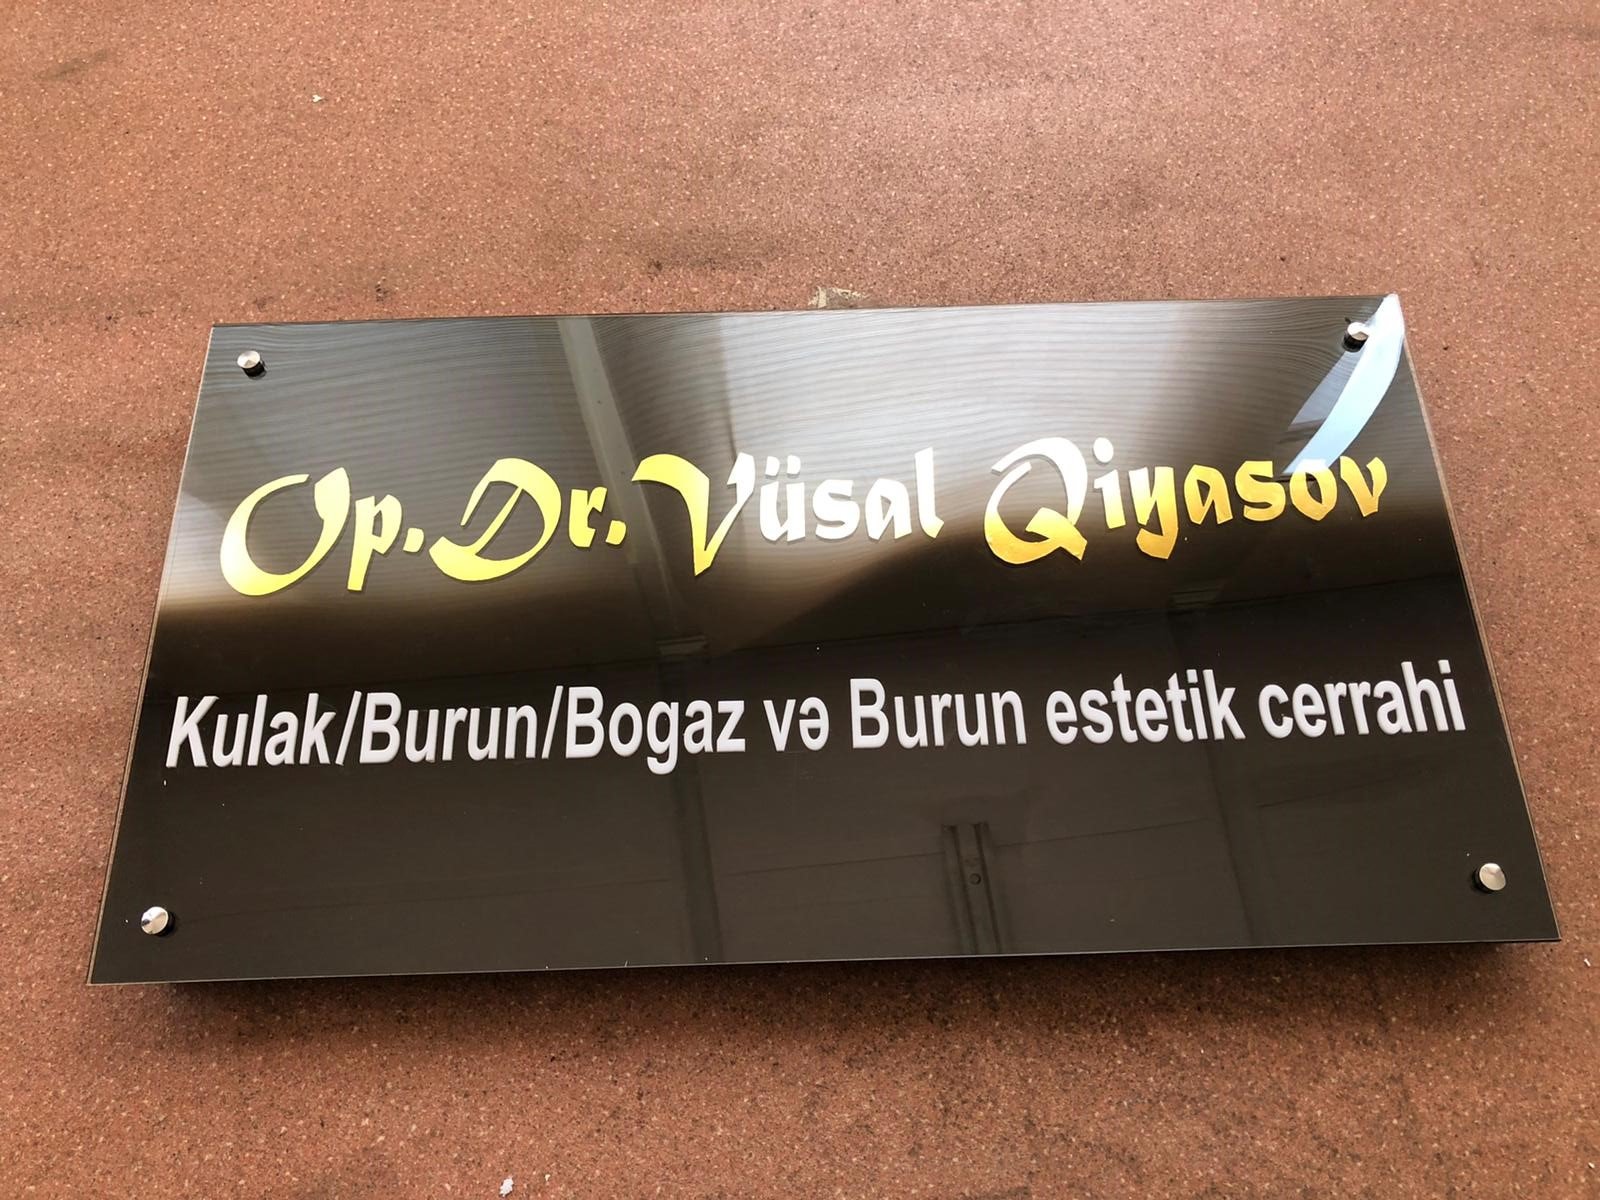 Op.Dr.Vüsal Qiyasov
Kulak/Burun/Bogaz və Burun estetik cerrahi